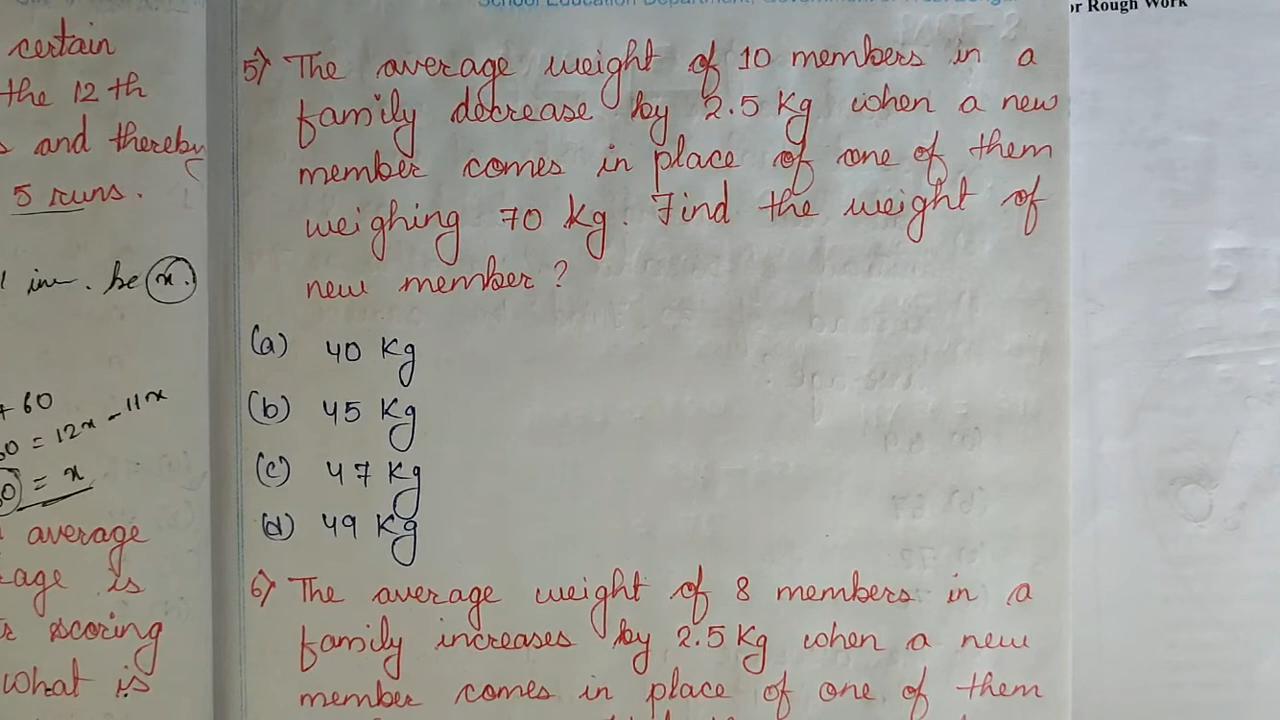 certain
the 12 th
and thereby
5 runs.
be x.
+ 60
= 12x - 11x
= x
average
is
scoring
what is
5) The average weight of 10 members in a
family decrease by 2.5 Kg when a new
member comes in place of one of them
weighing 70 kg. Find the weight of
new member?
(a) 40 Kg
(b) 45 Kg
(c) 47 Kg
(d) 49 Kg
6) The average weight of 8 members in a
family increases by 2.5 Kg when a new
member comes in place of one of them
or Rough Work